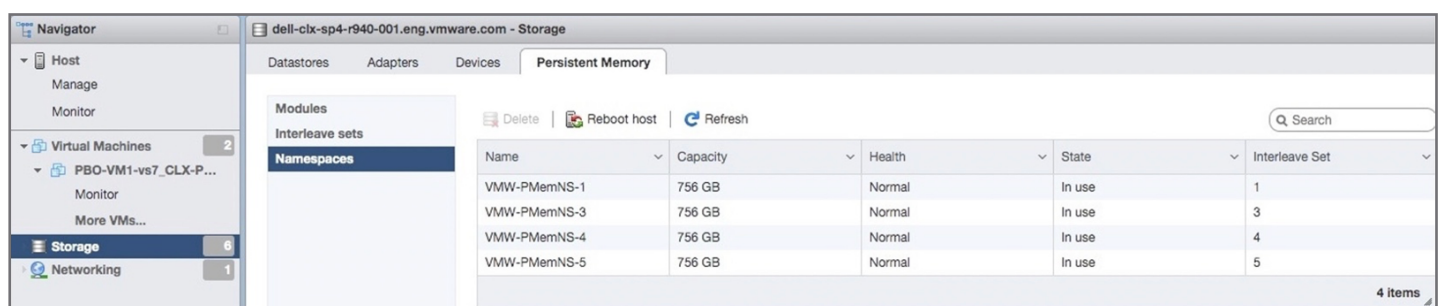 Navigator
dell-clx-sp4-r940-001.eng.vmware.com - Storage
Host
Manage
Monitor
Virtual Machines 2
PBO-VM1-vs7_CLX-P...
Monitor
More VMs...
Storage 6
Networking 1
Datastores Adapters Devices Persistent Memory
Modules
Interleave sets
Namespaces
Delete Reboot host Refresh
Search
Name Capacity Health State Interleave Set
VMW-PMemNS-1 756 GB Normal In use 1
VMW-PMemNS-3 756 GB Normal In use 3
VMW-PMemNS-4 756 GB Normal In use 4
VMW-PMemNS-5 756 GB Normal In use 5
4 items